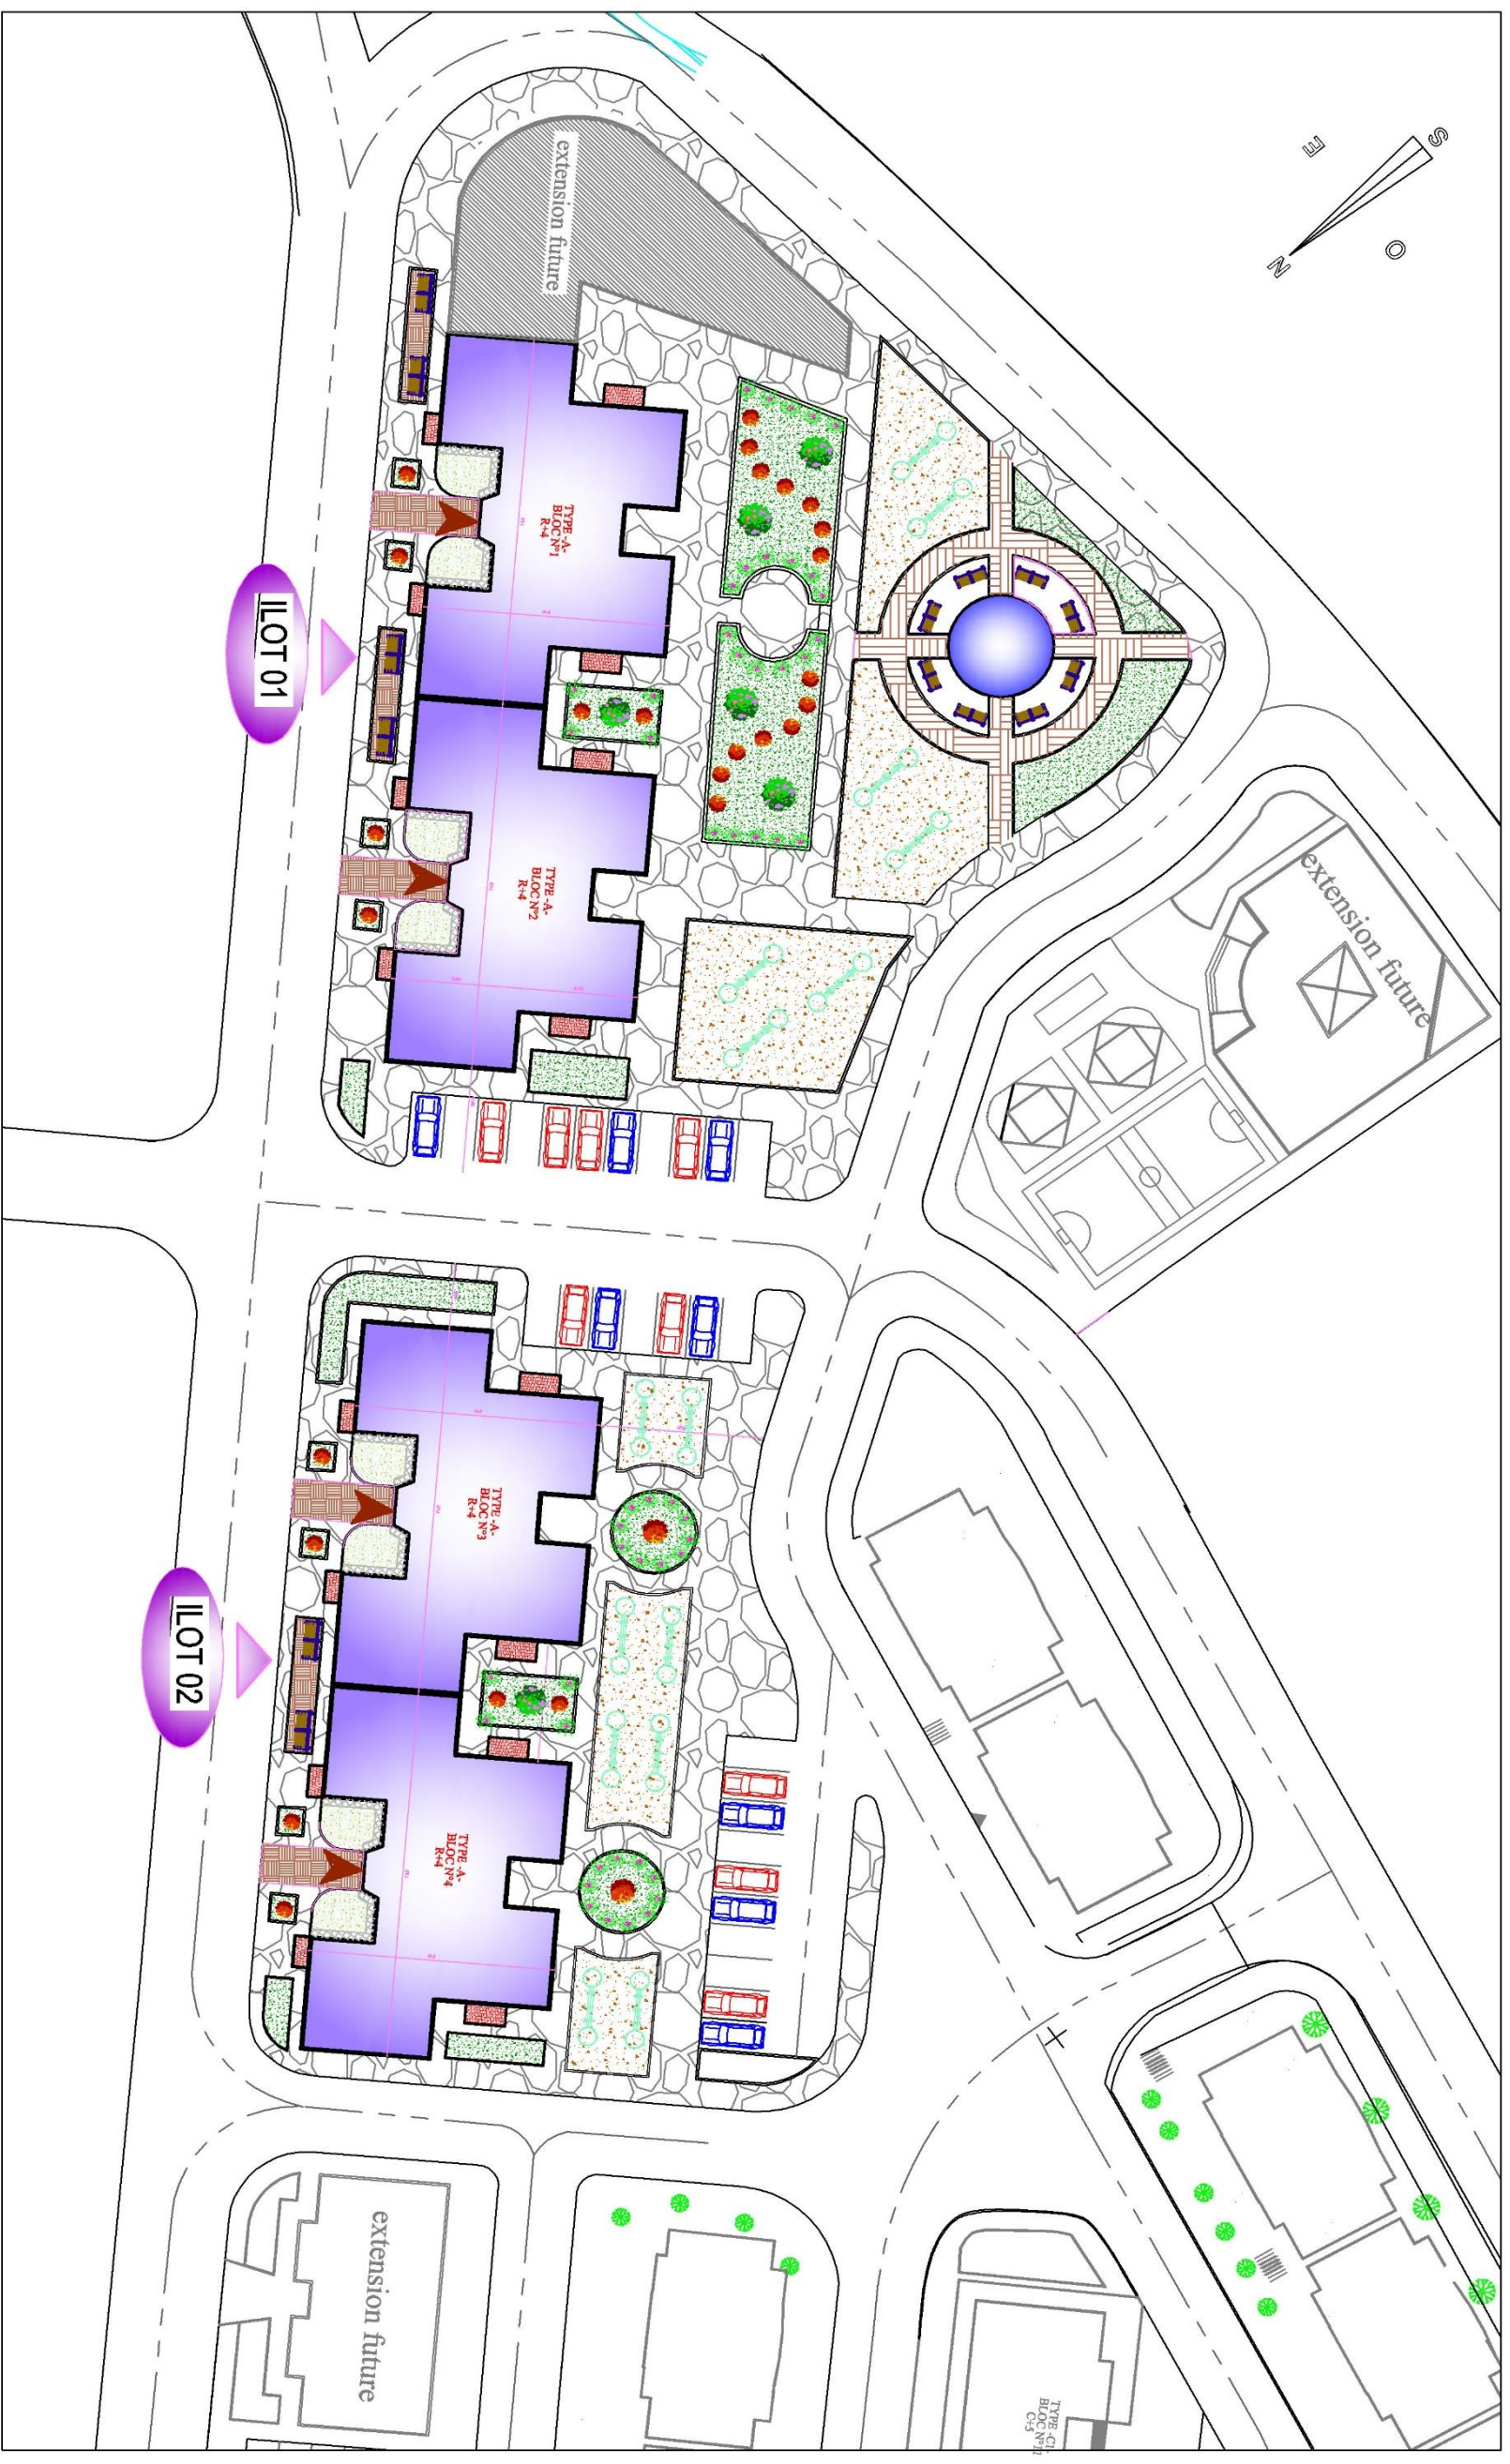 S
E
O
N
extension future
TYPE -A-
BLOC N°1
R+4
ILOT 01
TYPE -A-
BLOC N°2
R+4
extension future
TYPE -A-
BLOC N°3
R+4
ILOT 02
TYPE -A-
BLOC N°4
R+4
extension future